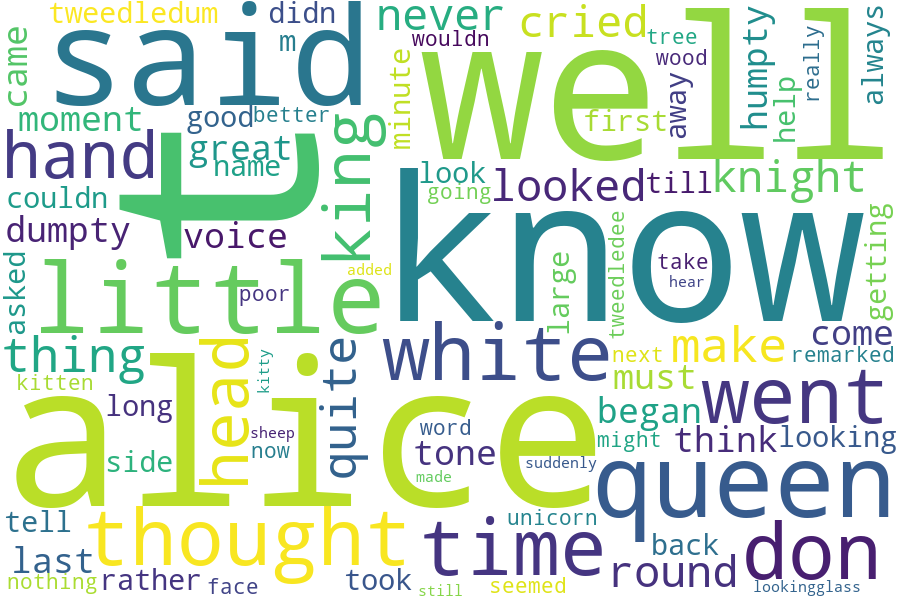 tweedledum
didn
never
cried
said
m
wouldn
tree
well
wood
humpty
really
always
came
moment
good
better
minute
first
away
help
hand
t
great
name
king
look
looked
till
knight
going
couldn
know
dumpty
voice
getting
asked
little
added
poor
large
tweedledee
take
hear
thing
head
kitty
quite
white
next
make
come
remarked
kitten
alice
long
must
went
side
sheep
now
word
tone
began
might
think
looking
made
suddenly
queen
tell
thought
time
unicorn
back
don
last
nothing
rather
face
took
still
seemed
round
lookingglass